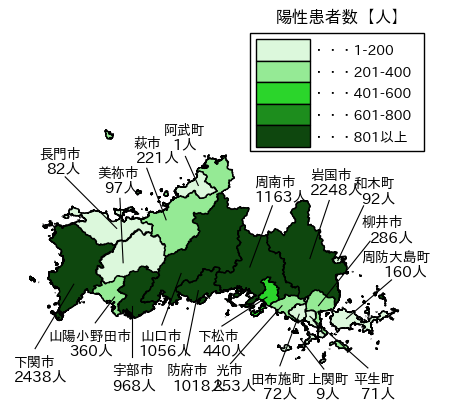 陽性患者数【人】
・・・1-200
・・・201-400
・・・401-600
・・・601-800
・・・801以上
阿武町
1人
萩市
221人
長門市
82人
美祢市
97人
周南市
1163人
岩国市
2248人
和木町
92人
柳井市
286人
周防大島町
160人
山陽小野田市
360人
下関市
2438人
宇部市
968人
山口市
1056人
防府市
1018人
下松市
440人
光市
253人
田布施町
72人
上関町
9人
平生町
71人